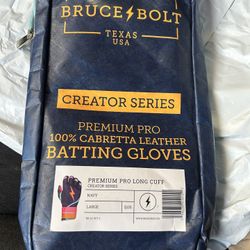 BRUCE BOLT
TEXAS
USA
CREATOR SERIES
PREMIUM PRO
100% CABRETTA LEATHER
BATTING GLOVES
PREMIUM PRO LONG CUFF
CREATOR SERIES
NAVY
LARGE